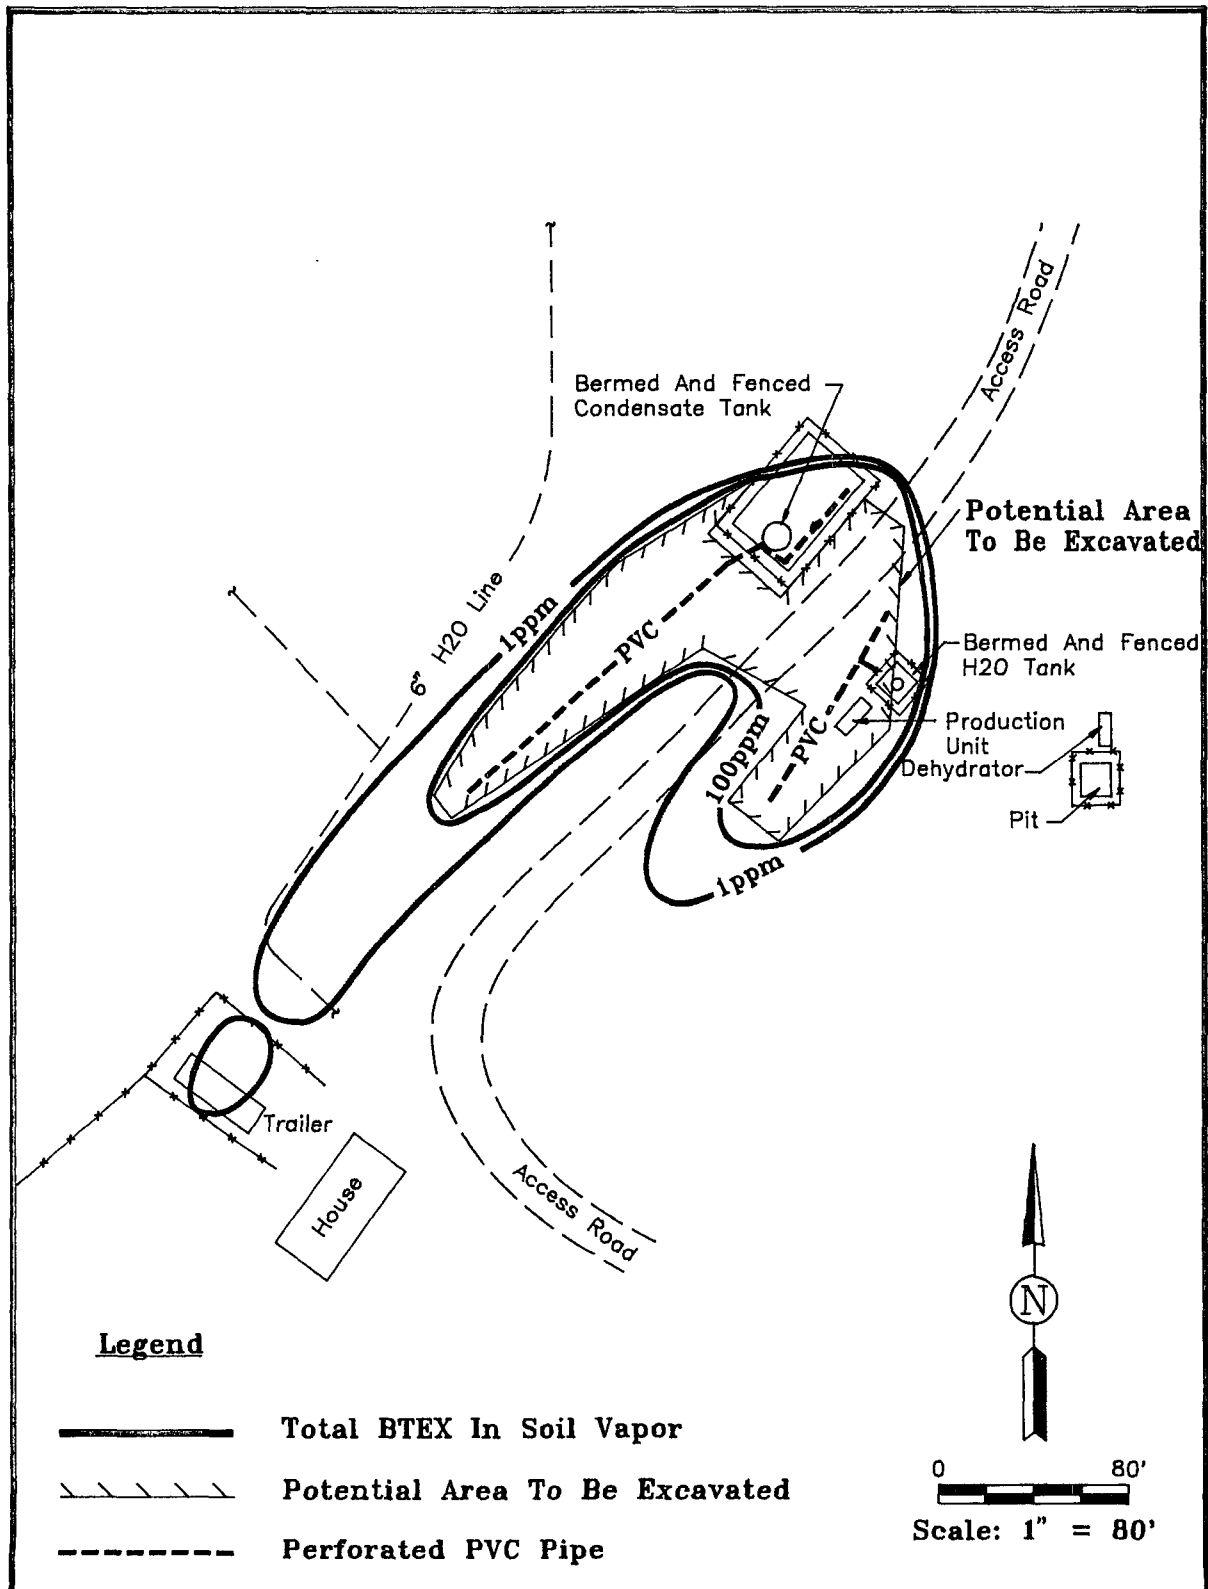 Access Road
Bermed And Fenced
Condensate Tank
Potential Area
To Be Excavated
6" H2O Line
1ppm
PVC
Bermed And Fenced
H2O Tank
100ppm
PVC
Production
Unit
Dehydrator
Pit
1ppm
Trailer
House
Access Road
N
Legend
Total BTEX In Soil Vapor
Potential Area To Be Excavated
Perforated PVC Pipe
0 80'
Scale: 1" = 80'